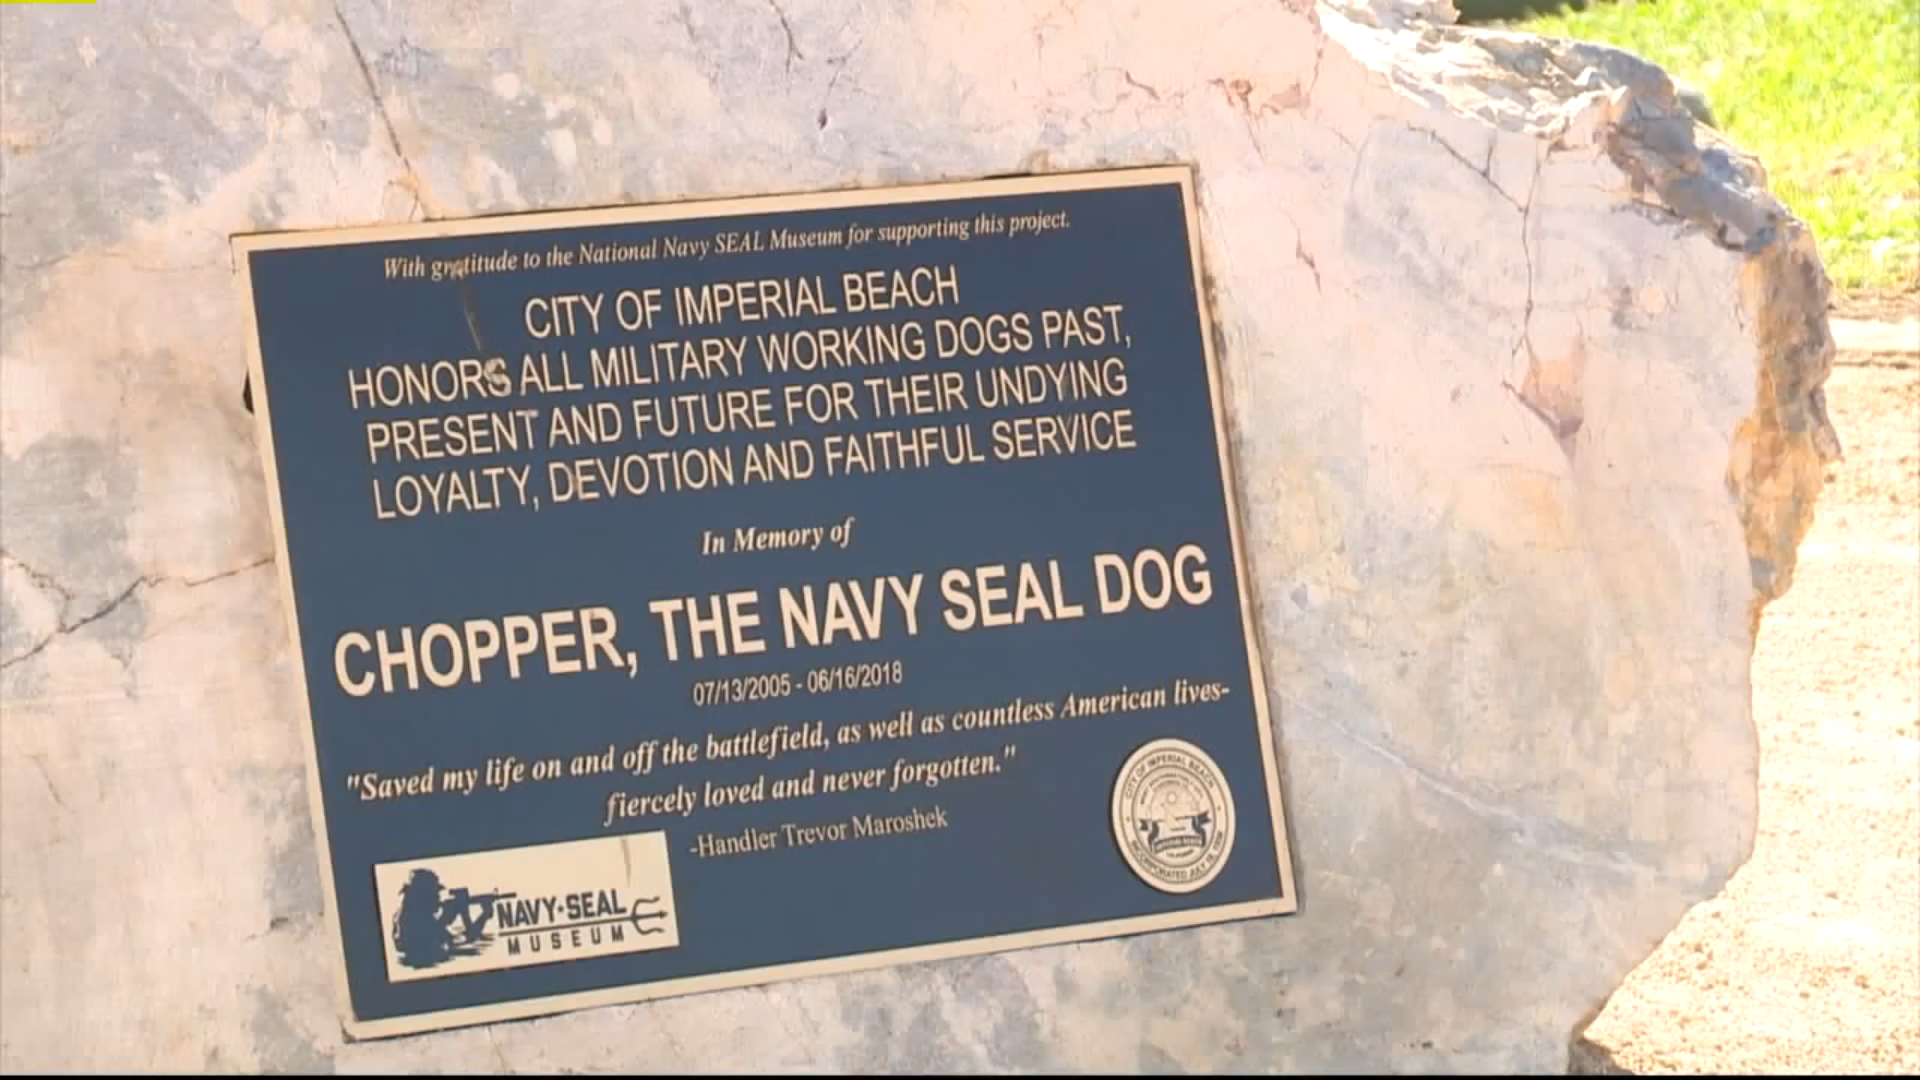 With gratitude to the National Navy SEAL Museum for supporting this project.
CITY OF IMPERIAL BEACH
HONORS ALL MILITARY WORKING DOGS PAST,
PRESENT AND FUTURE FOR THEIR UNDYING
LOYALTY, DEVOTION AND FAITHFUL SERVICE
In Memory of
CHOPPER, THE NAVY SEAL DOG
07/13/2005 - 06/16/2018
"Saved my life on and off the battlefield, as well as countless American lives-
fiercely loved and never forgotten."
-Handler Trevor Maroshek
NAVY·SEAL
MUSEUM
CITY OF IMPERIAL BEACH
INCORPORATED JULY 18, 1956